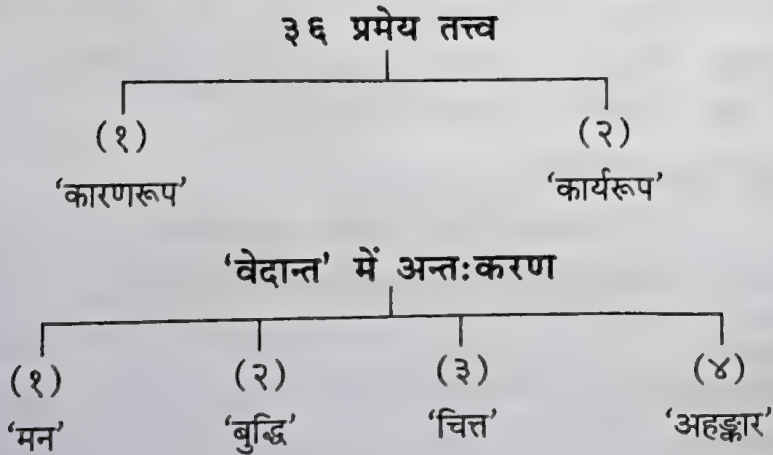 ३६ प्रमेय तत्त्व
(१) (२)
‘कारणरूप’ ‘कार्यरूप’
‘वेदान्त’ में अन्तःकरण
(१) (२) (३) (४)
‘मन’ ‘बुद्धि’ ‘चित्त’ ‘अहङ्कार’